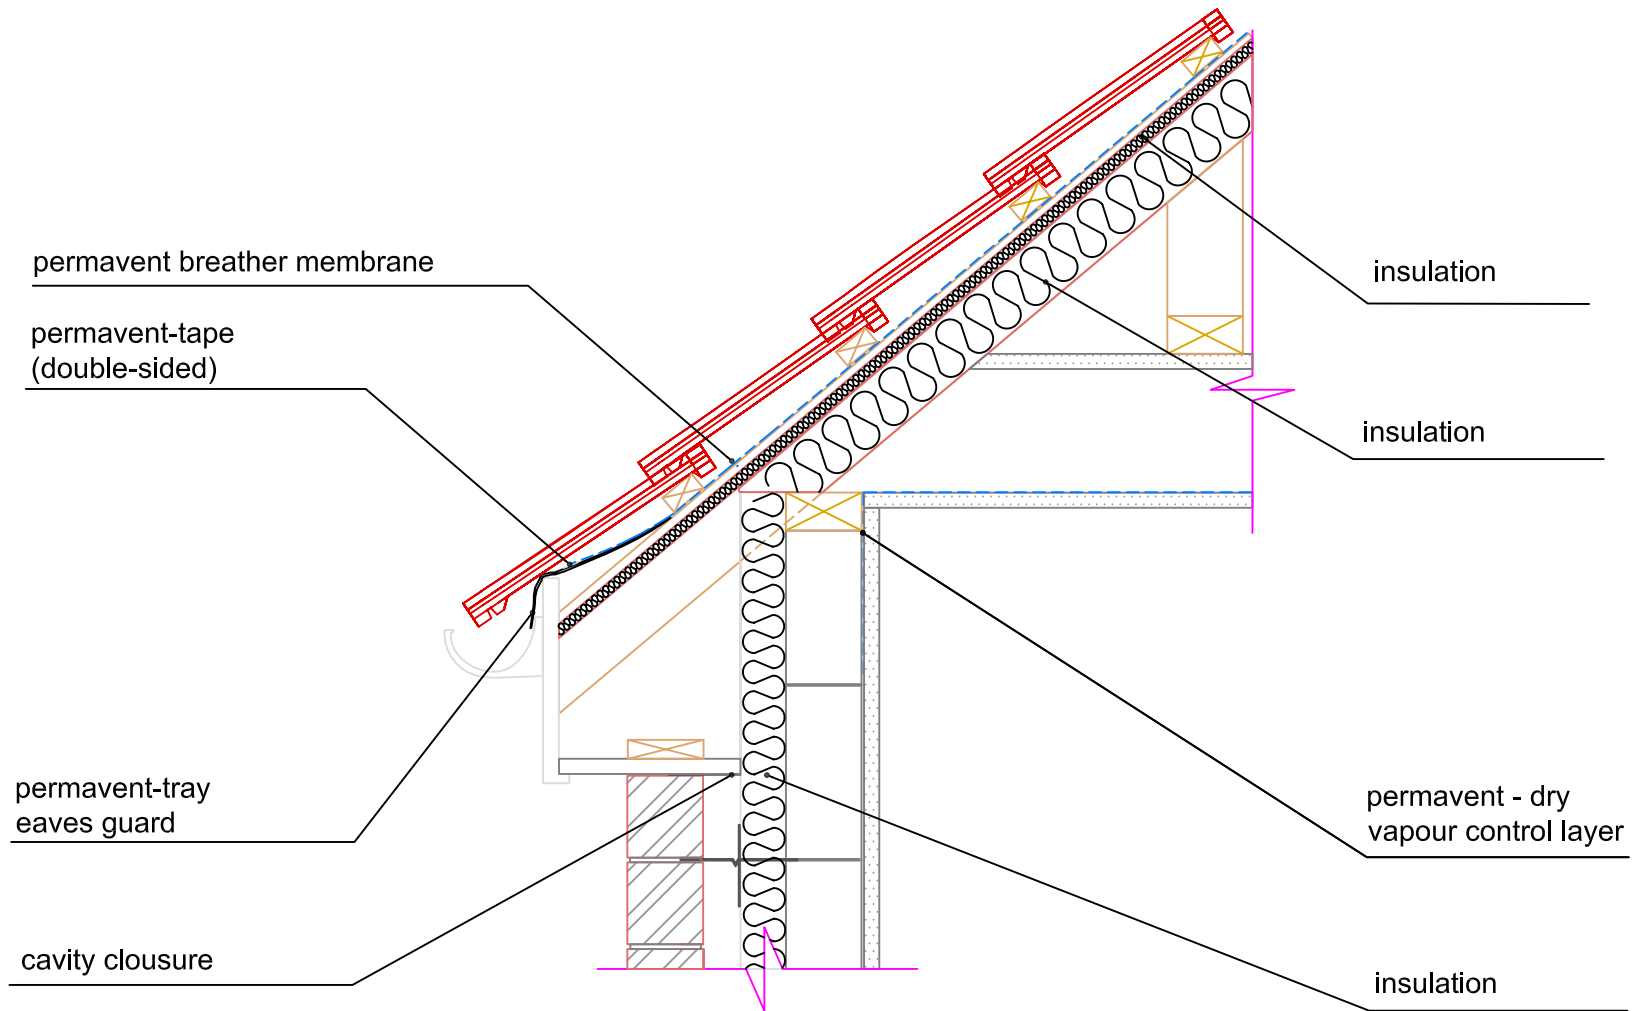 permavent breather membrane
permavent-tape
(double-sided)
permavent-tray
eaves guard
cavity clousure
insulation
insulation
permavent - dry
vapour control layer
insulation